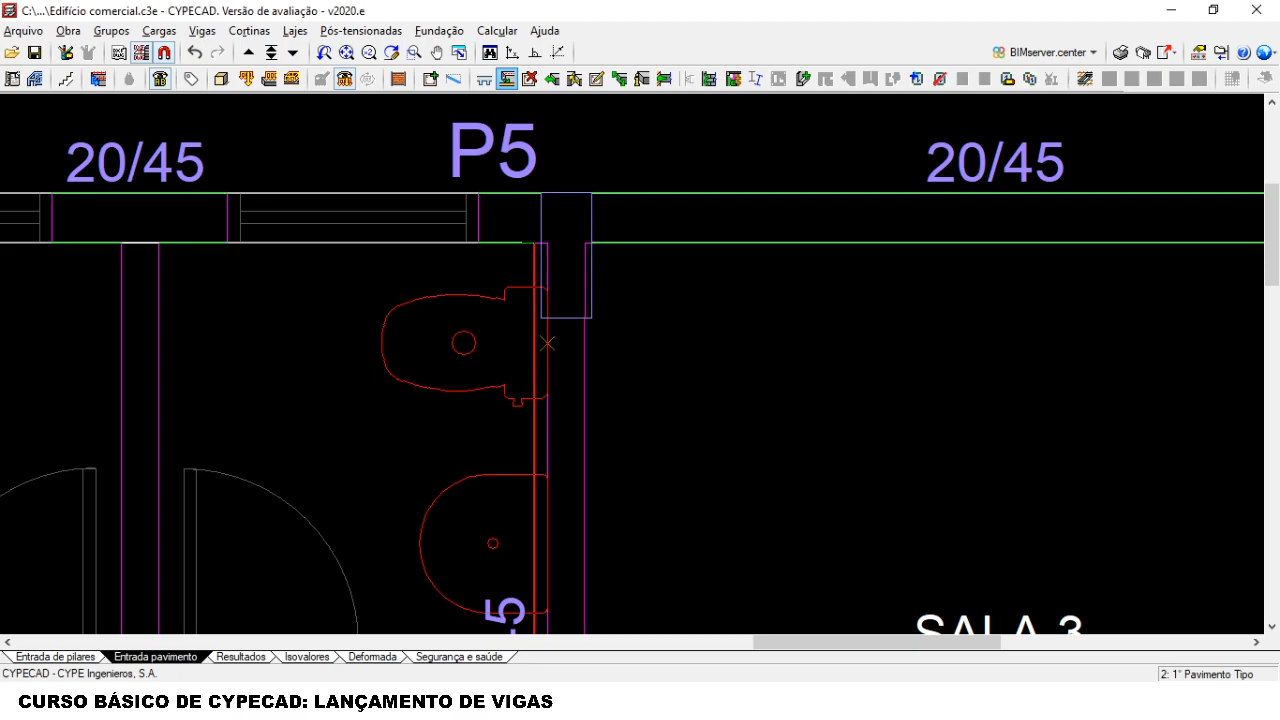 C:\...\Edifício comercial.c3e - CYPECAD. Versão de avaliação - v2020.e
Arquivo Obra Grupos Cargas Vigas Cortinas Lajes Pós-tensionadas Fundação Calcular Ajuda
BIMserver.center
20/45 P5 20/45
SALA 3
Entrada de pilares Entrada pavimento Resultados Isovalores Deformada Segurança e saúde
CYPECAD - CYPE Ingenieros, S.A. 2: 1° Pavimento Tipo
CURSO BÁSICO DE CYPECAD: LANÇAMENTO DE VIGAS